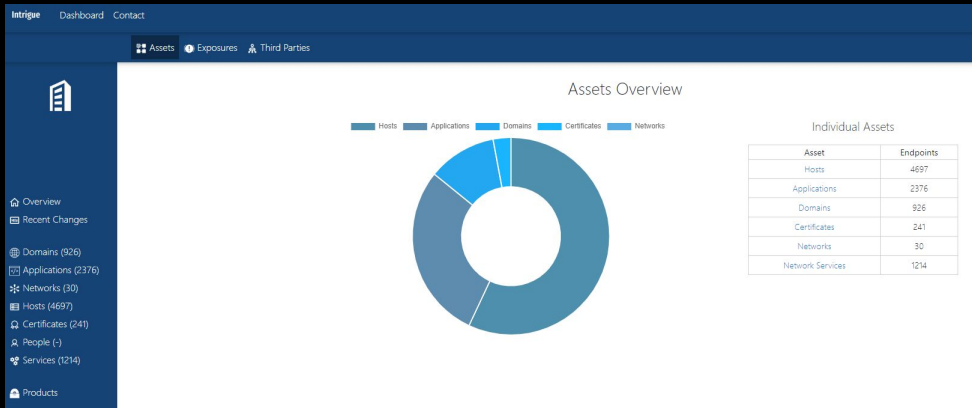 Intrigue Dashboard Contact
Assets Exposures Third Parties
Assets Overview
Hosts Applications Domains Certificates Networks
Individual Assets
Asset Endpoints
Hosts 4697
Applications 2376
Domains 926
Certificates 241
Networks 30
Network Services 1214
Overview
Recent Changes
Domains (926)
Applications (2376)
Networks (30)
Hosts (4697)
Certificates (241)
People (-)
Services (1214)
Products